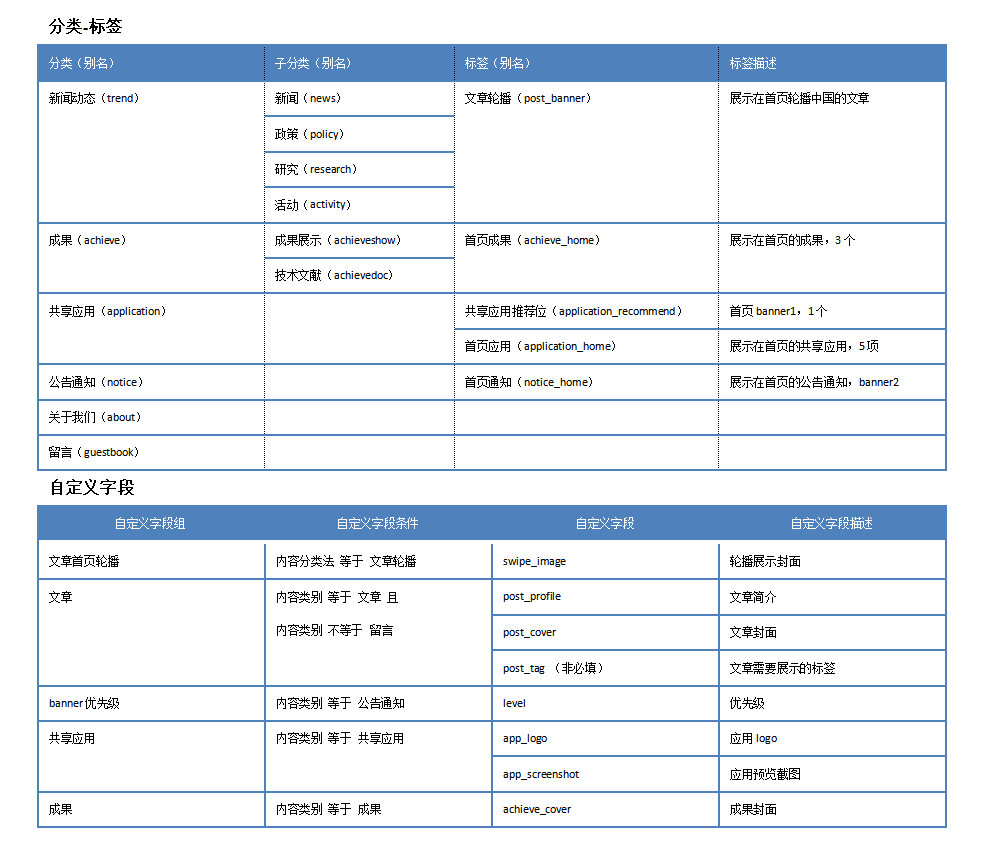 分类-标签
分类（别名） 子分类（别名） 标签（别名） 标签描述
新闻动态（trend） 新闻（news） 文章轮播（post_banner） 展示在首页轮播中国的文章
政策（policy）
研究（research）
活动（activity）
成果（achieve） 成果展示（achieveshow） 首页成果（achieve_home） 展示在首页的成果，3 个
技术文献（achievedoc）
共享应用（application） 共享应用推荐位（application_recommend） 首页 banner1，1 个
首页应用（application_home） 展示在首页的共享应用，5 项
公告通知（notice） 首页通知（notice_home） 展示在首页的公告通知，banner2
关于我们（about）
留言（guestbook）
自定义字段
自定义字段组 自定义字段条件 自定义字段 自定义字段描述
文章首页轮播 内容分类法 等于 文章轮播 swipe_image 轮播展示封面
文章 内容类别 等于 文章 且 post_profile 文章简介
内容类别 不等于 留言 post_cover 文章封面
post_tag （非必填） 文章需要展示的标签
banner 优先级 内容类别 等于 公告通知 level 优先级
共享应用 内容类别 等于 共享应用 app_logo 应用 logo
app_screenshot 应用预览截图
成果 内容类别 等于 成果 achieve_cover 成果封面